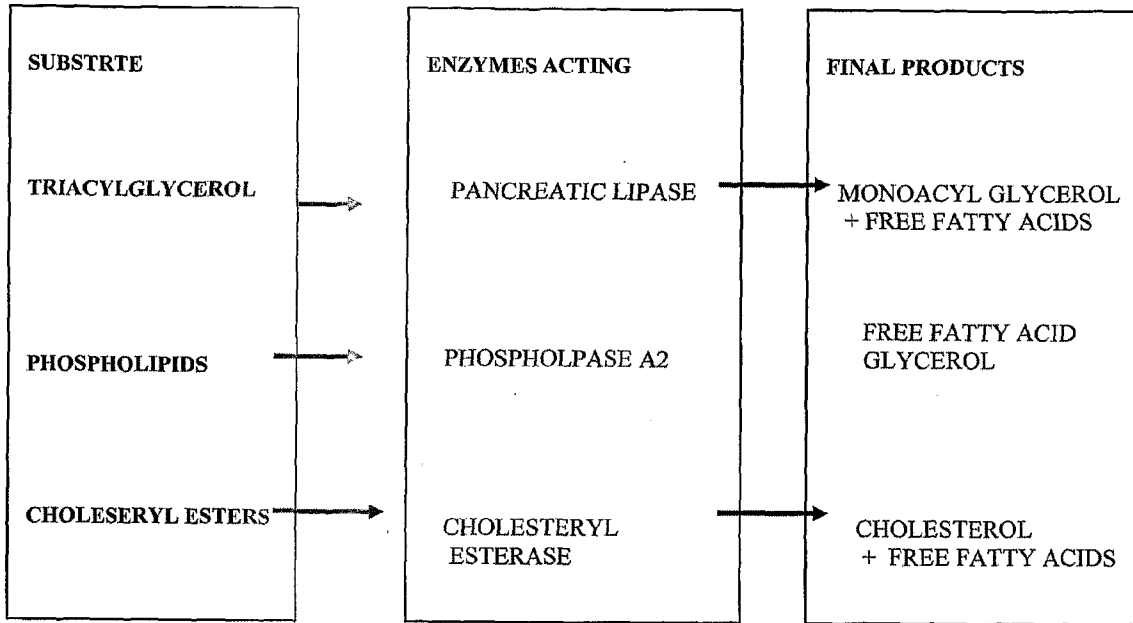 SUBSTRTE
TRIACYLGLYCEROL
PHOSPHOLIPIDS
CHOLESERYL ESTERS
ENZYMES ACTING
PANCREATIC LIPASE
PHOSPHOLPASE A2
CHOLESTERYL
ESTERASE
FINAL PRODUCTS
MONOACYL GLYCEROL
+ FREE FATTY ACIDS
FREE FATTY ACID
GLYCEROL
CHOLESTEROL
+ FREE FATTY ACIDS